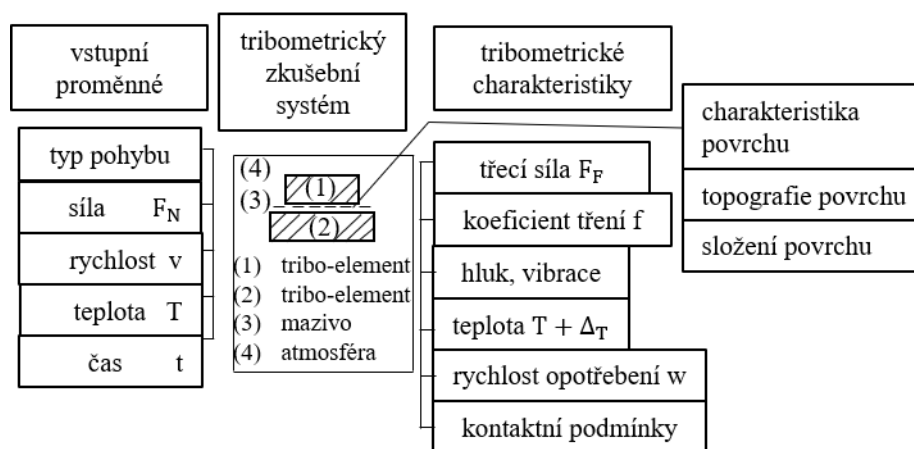 vstupní
proměnné
typ pohybu
síla F_N
rychlost v
teplota T
čas t
tribometrický
zkušební
systém
(4)
(1)
(3)
(2)
(1) tribo-element
(2) tribo-element
(3) mazivo
(4) atmosféra
tribometrické
charakteristiky
třecí síla F_F
koeficient tření f
hluk, vibrace
teplota T + Δ_T
rychlost opotřebení w
kontaktní podmínky
charakteristika
povrchu
topografie povrchu
složení povrchu